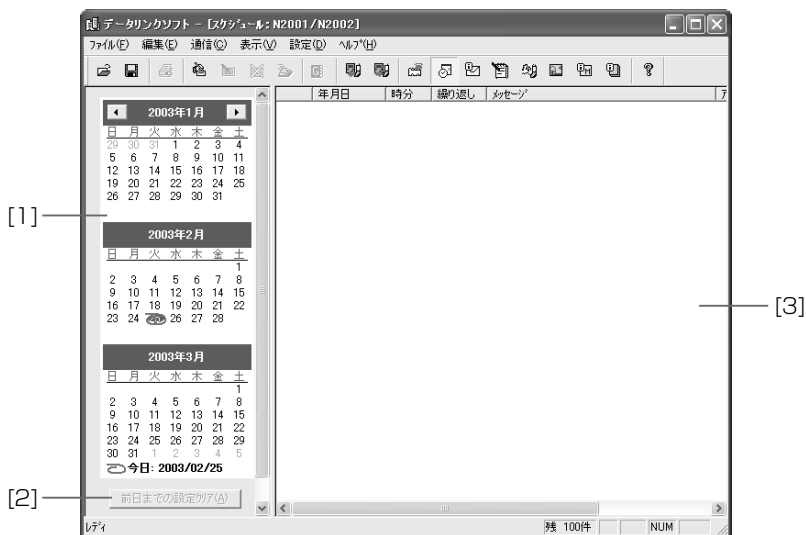 データリンクソフト - [スケジュール: N2001/N2002]
ファイル(F) 編集(E) 通信(C) 表示(V) 設定(D) ヘルプ(H)
年月日 時分 繰り返し メッセージ ア
2003年1月
日 月 火 水 木 金 土
29 30 31 1 2 3 4
5 6 7 8 9 10 11
12 13 14 15 16 17 18
19 20 21 22 23 24 25
26 27 28 29 30 31
[1]
2003年2月
日 月 火 水 木 金 土
1
2 3 4 5 6 7 8
9 10 11 12 13 14 15
16 17 18 19 20 21 22
23 24 25 26 27 28
[3]
2003年3月
日 月 火 水 木 金 土
1
2 3 4 5 6 7 8
9 10 11 12 13 14 15
16 17 18 19 20 21 22
23 24 25 26 27 28 29
30 31 1 2 3 4 5
今日: 2003/02/25
[2]
前日までの設定クリア(A)
レディ 残 100件 NUM